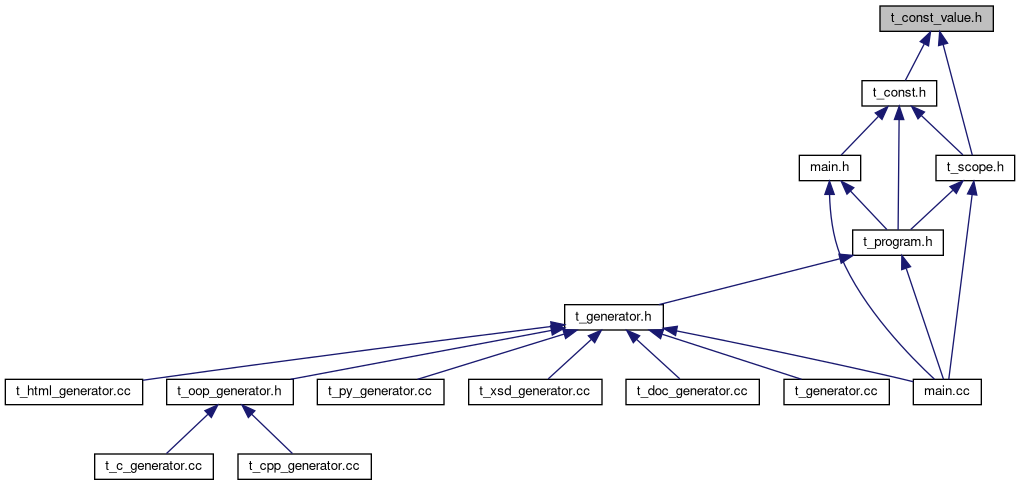 t_const_value.h
t_const.h
main.h
t_scope.h
t_program.h
t_generator.h
t_html_generator.cc
t_oop_generator.h
t_py_generator.cc
t_xsd_generator.cc
t_doc_generator.cc
t_generator.cc
main.cc
t_c_generator.cc
t_cpp_generator.cc